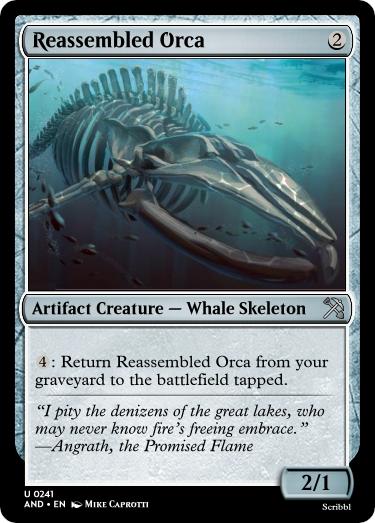 Reassembled Orca 2
Artifact Creature — Whale Skeleton
4 : Return Reassembled Orca from your
graveyard to the battlefield tapped.
“I pity the denizens of the great lakes, who
may never know fire’s freeing embrace.”
—Angrath, the Promised Flame
2/1
U 0241
AND • EN Mike Caprotti
Scribbl